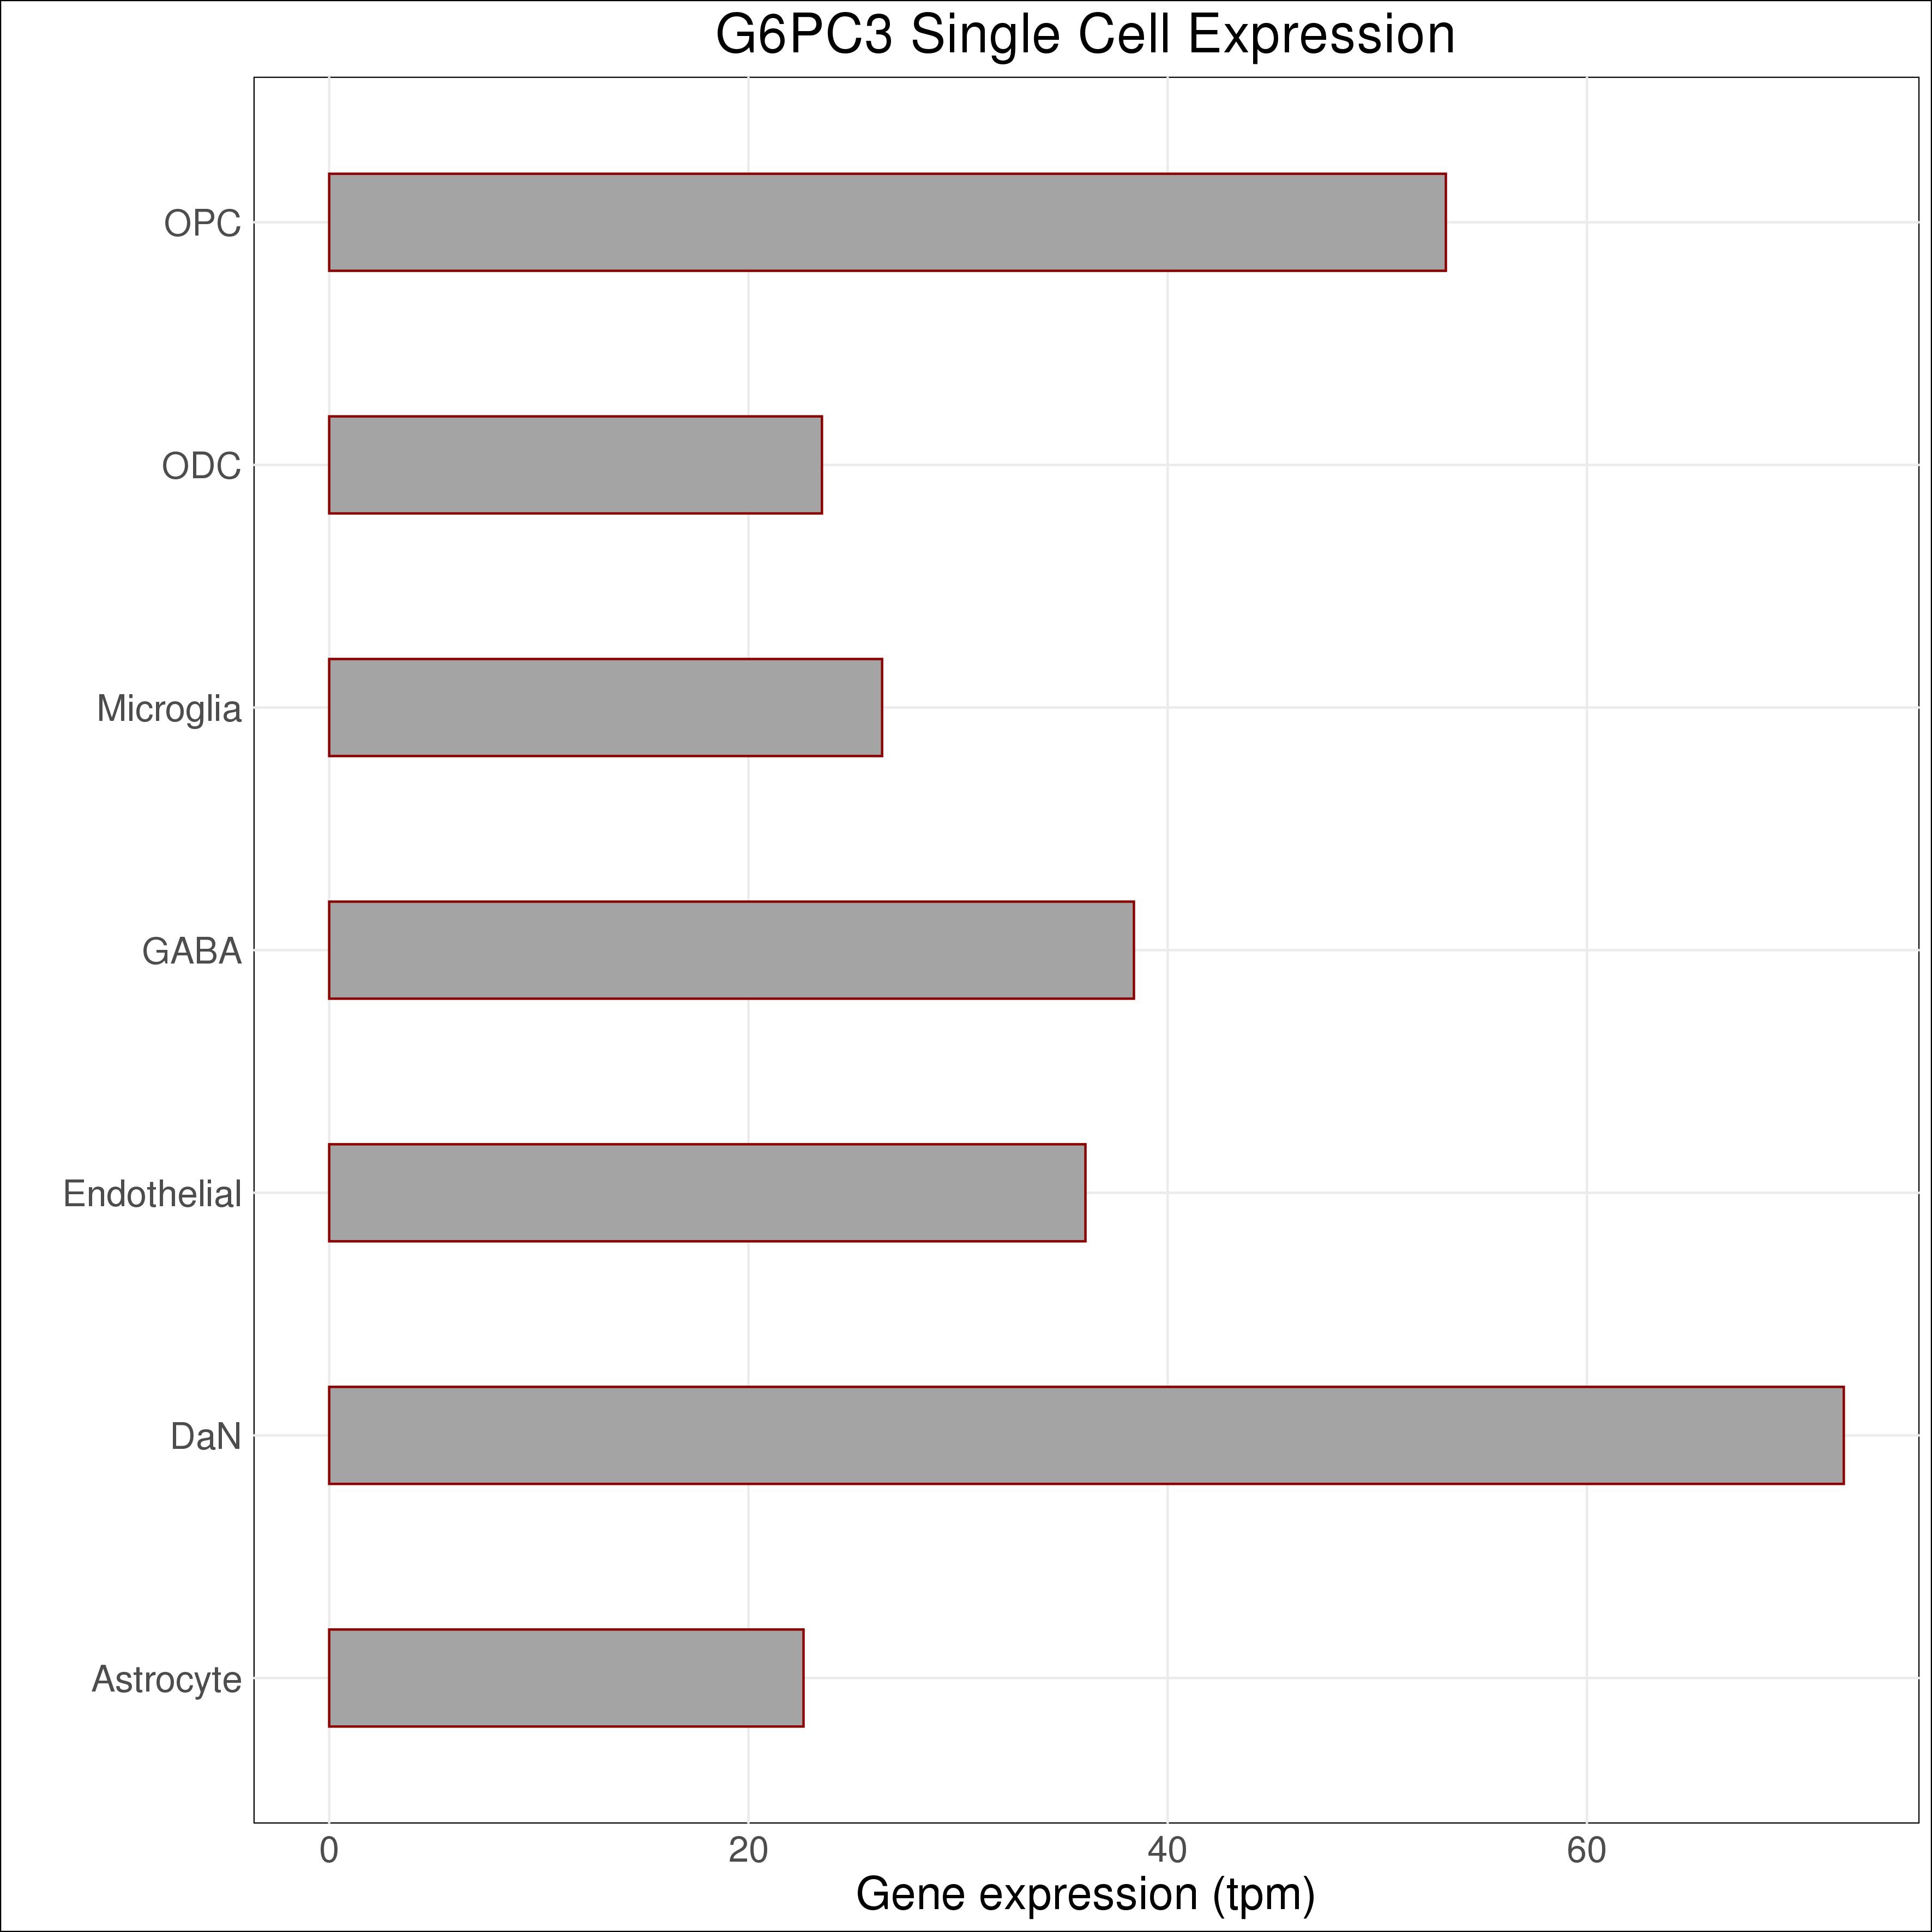 G6PC3 Single Cell Expression
OPC
ODC
Microglia
GABA
Endothelial
DaN
Astrocyte
0 20 40 60
Gene expression (tpm)